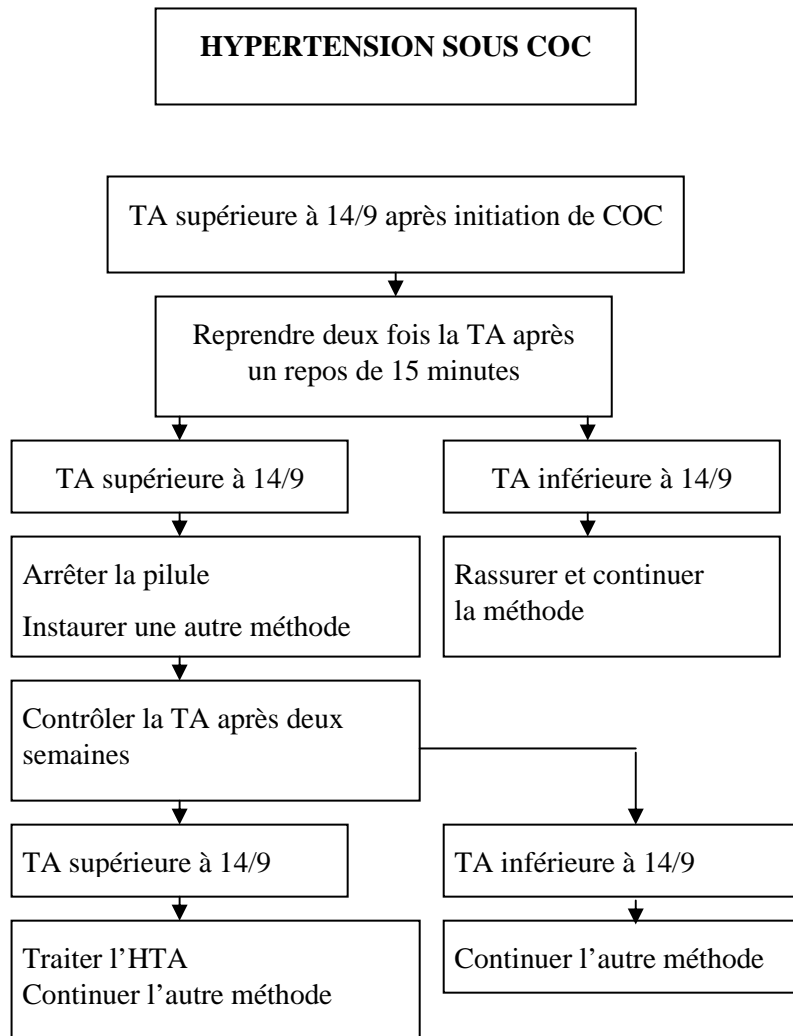 HYPERTENSION SOUS COC
TA supérieure à 14/9 après initiation de COC
Reprendre deux fois la TA après
un repos de 15 minutes
TA supérieure à 14/9
TA inférieure à 14/9
Arrêter la pilule
Instaurer une autre méthode
Rassurer et continuer
la méthode
Contrôler la TA après deux
semaines
TA supérieure à 14/9
TA inférieure à 14/9
Traiter l’HTA
Continuer l’autre méthode
Continuer l’autre méthode